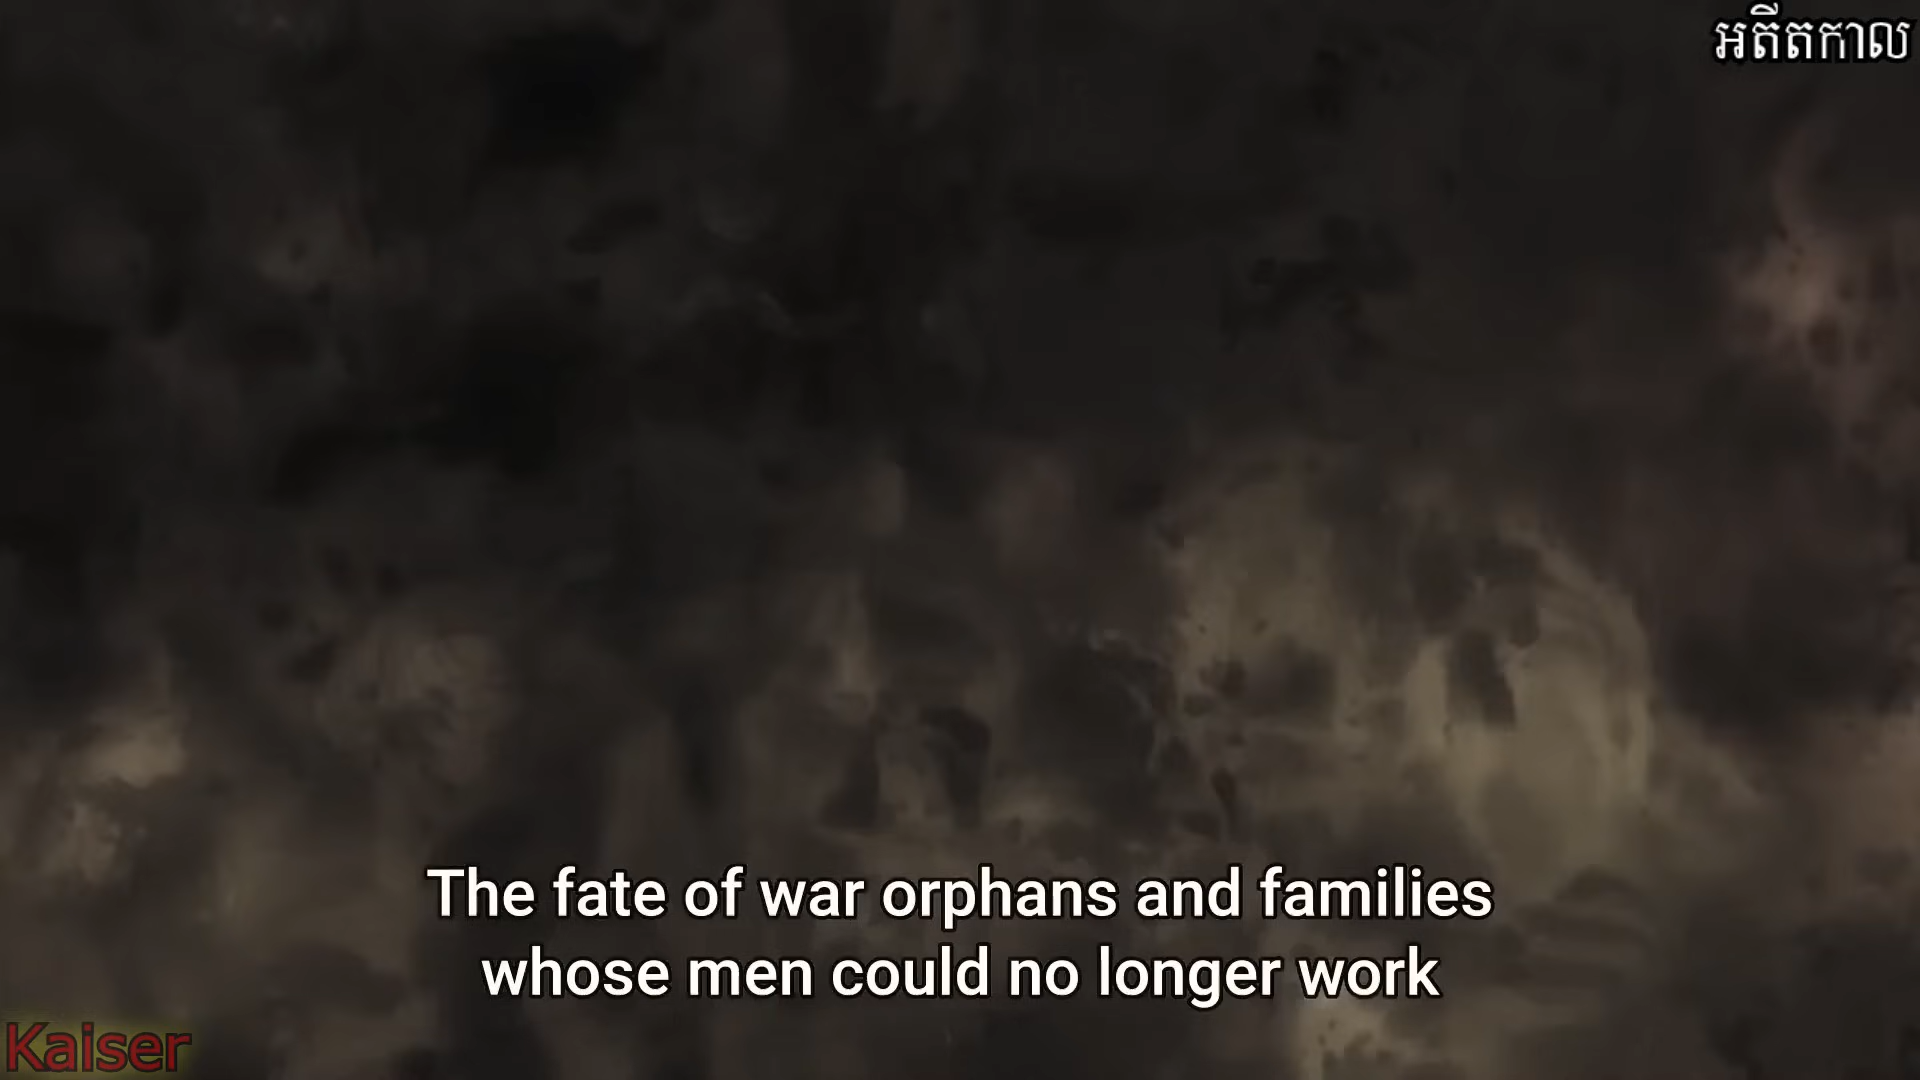 អតីតកាល
The fate of war orphans and families
whose men could no longer work
Kaiser